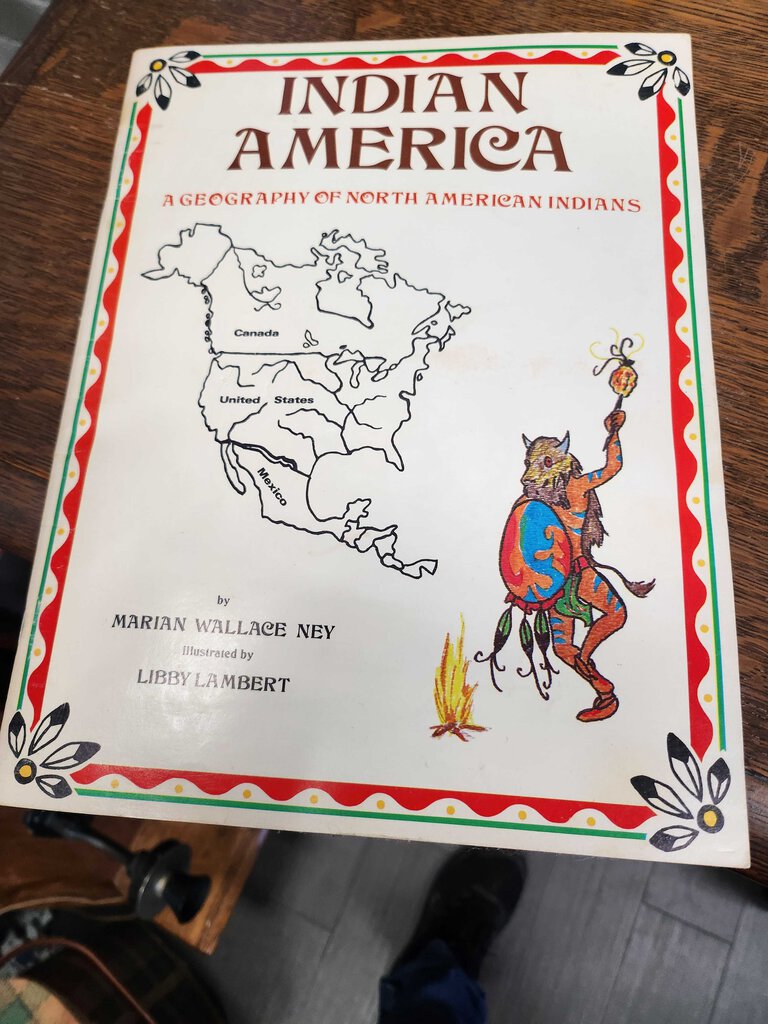 INDIAN
AMERICA
A GEOGRAPHY OF NORTH AMERICAN INDIANS
Canada
United States
Mexico
by
MARIAN WALLACE NEY
illustrated by
LIBBY LAMBERT